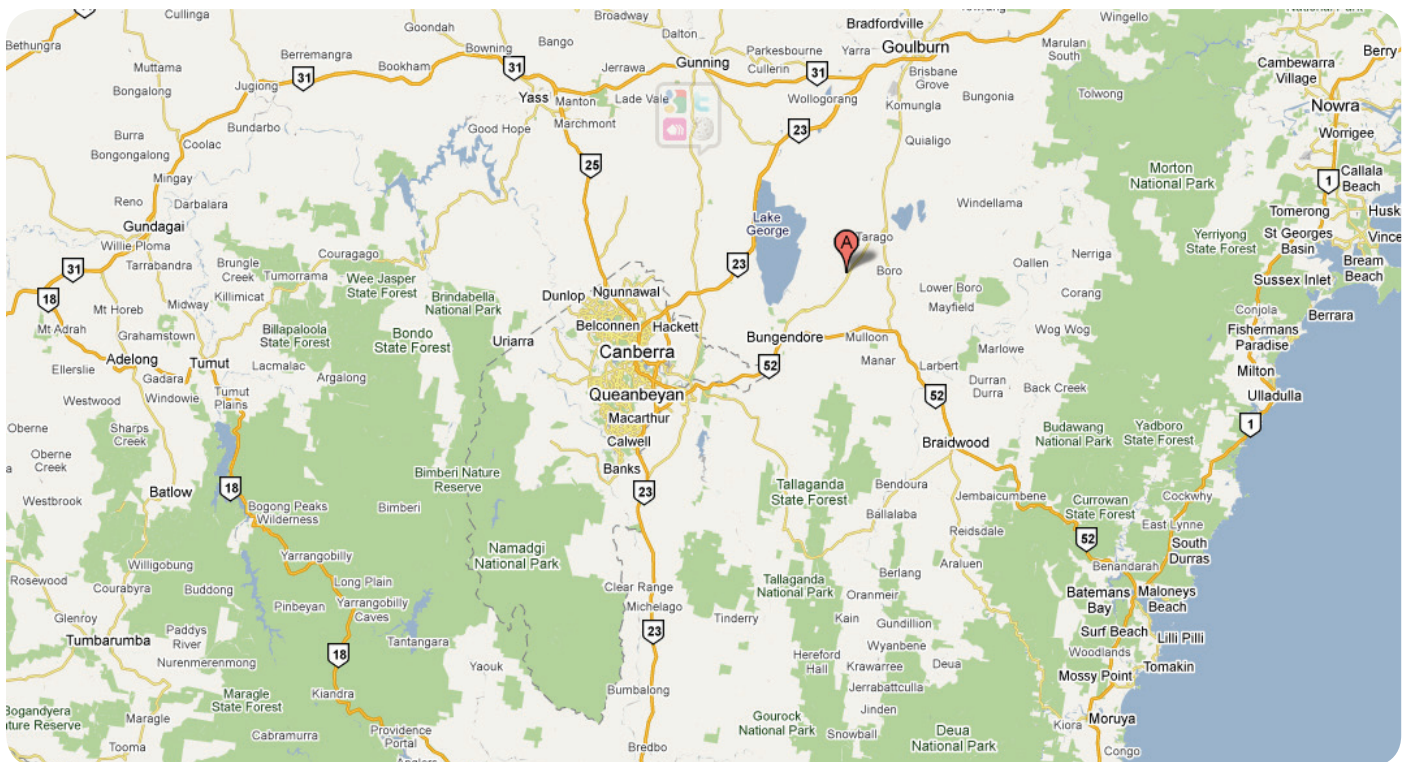 Cullinga
Goondah
Broadway
Dalton
Bradfordville
Wingello
Bethungra
Berremangra
Bowning
Bango
Parkesbourne
Yarra
Goulburn
Marulan
South
Berry
Muttama
31
Bookham
31
Jerrawa
Gunning
Cullerin
31
Brisbane
Grove
Cambewarra
Village
Bongalong
Jugiong
Yass
Manton
Lade Vale
Wollogorang
Komungla
Bungonia
Tolwong
Nowra
Burra
Bundarbo
Good Hope
Marchmont
23
Quialigo
Worrigee
Bongongalong
Coolac
25
Morton
National Park
1
Callala
Beach
Mingay
Reno
Darbalara
Lake
George
Windellama
Tomerong
Husk
Gundagai
Willie Ploma
Couragago
A
Tarago
Yerriyong
State Forest
St Georges
Basin
Vince
31
Tarrabandra
Brungle
Creek
Tumorrama
Wee Jasper
State Forest
23
Boro
Nerriga
Oallen
Bream
Beach
18
Killimicat
Brindabella
National Park
Dunlop
Ngunnawal
Lower Boro
Corang
Sussex Inlet
Mt Horeb
Midway
Mayfield
Conjola
Berrara
Mt Adrah
Grahamstown
Billapaloola
State Forest
Bondo
State Forest
Uriarra
Belconnen
Hackett
Bungendore
Mulloon
Wog Wog
Fishermans
Paradise
Adelong
Tumut
Canberra
Manar
Marlowe
Ellerslie
Gadara
Lacmalac
Argalong
52
Larbert
Milton
Westwood
Windowie
Tumut
Plains
Queanbeyan
52
Durran
Durra
Back Creek
Ulladulla
Oberne
Sharps
Creek
Macarthur
Budawang
National Park
Yadboro
State Forest
1
Oberne
Creek
Calwell
Braidwood
Banks
Westbrook
Batlow
18
Bimberi Nature
Reserve
23
Tallaganda
State Forest
Bendoura
Jembaicumbene
Currowan
State Forest
Cockwhy
Bogong Peaks
Wilderness
Bimberi
Ballalaba
Reidsdale
52
East Lynne
Yarrangobilly
Namadgi
National Park
South
Durras
Willigobung
Araluen
Benandarah
Rosewood
Courabyra
Buddong
Long Plain
Clear Range
Tallaganda
National Park
Berlang
Batemans
Bay
Maloneys
Beach
Pinbeyan
Yarrangobilly
Caves
Michelago
Oranmeir
Glenroy
Tinderry
Kain
Gundillion
Surf Beach
Lilli Pilli
Tumbarumba
Paddys
River
Tantangara
23
Wyanbene
Woodlands
Nurenmerenmong
18
Yaouk
Hereford
Hall
Krawarree
Deua
Mossy Point
Tomakin
Maragle
State Forest
Kiandra
Bumbalong
Jerrabattculla
Bogandyera
ature Reserve
Maragle
Gourock
National Park
Jinden
Kiora
Moruya
Tooma
Cabramurra
Providence
Portal
Bredbo
Snowball
Deua
National Park
Congo